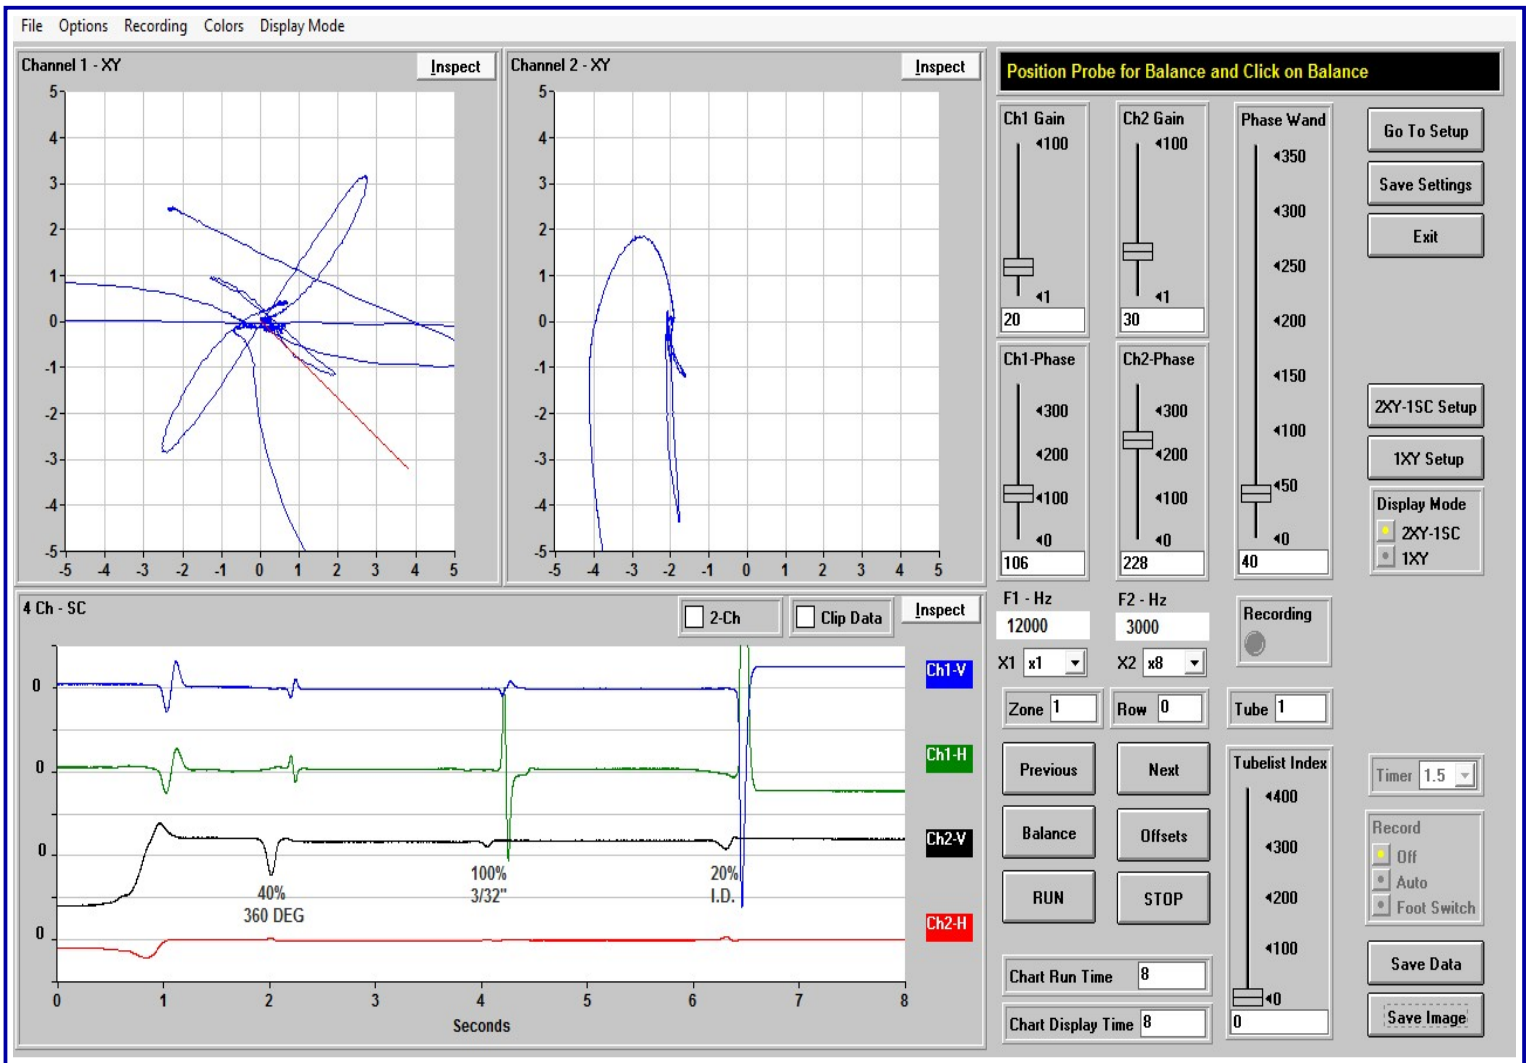 File Options Recording Colors Display Mode
Channel 1 - XY
Inspect
5
4
3
2
1
0
-1
-2
-3
-4
-5
-5 -4 -3 -2 -1 0 1 2 3 4 5
Channel 2 - XY
Inspect
5
4
3
2
1
0
-1
-2
-3
-4
-5
-5 -4 -3 -2 -1 0 1 2 3 4 5
4 Ch - SC
2-Ch
Clip Data
Inspect
0
0
0
0
Ch1-V
Ch1-H
Ch2-V
Ch2-H
40%
360 DEG
100%
3/32"
20%
I.D.
0 1 2 3 4 5 6 7 8
Seconds
Position Probe for Balance and Click on Balance
Ch1 Gain
100
1
20
Ch2 Gain
100
1
30
Phase Wand
350
300
250
200
150
100
50
0
40
Ch1-Phase
300
200
100
0
106
Ch2-Phase
300
200
100
0
228
Go To Setup
Save Settings
Exit
2XY-1SC Setup
1XY Setup
Display Mode
2XY-1SC
1XY
F1 - Hz
12000
F2 - Hz
3000
Recording
X1 x1
X2 x8
Zone 1
Row 0
Tube 1
Previous
Next
Balance
Offsets
RUN
STOP
Tubelist Index
400
300
200
100
0
0
Timer 1.5
Record
Off
Auto
Foot Switch
Chart Run Time 8
Chart Display Time 8
Save Data
Save Image